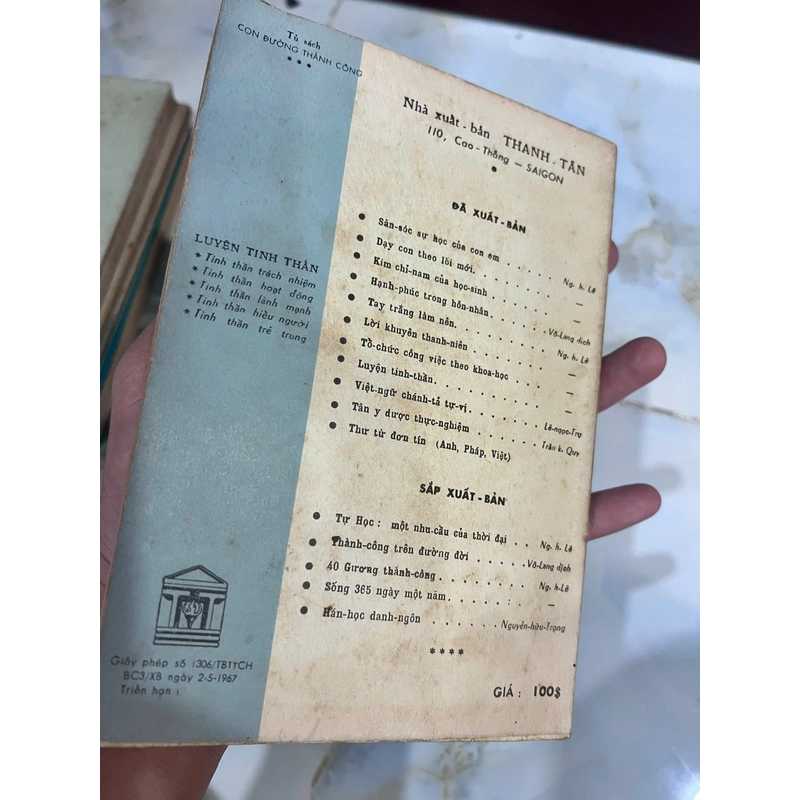 Tủ sách
CON ĐƯỜNG THÀNH CÔNG
* * *
LUYỆN TINH THẦN
* Tinh thần trách nhiệm
* Tinh thần hoạt động
* Tinh thần lành mạnh
* Tinh thần hiểu người
* Tinh thần trẻ trung
Giấy phép số 1306/TBTTCH
BC3/XB ngày 2-5-1967
Triển hạn :
Nhà xuất-bản THANH-TÂN
110, Cao-Thắng — SAIGON
ĐÃ XUẤT-BẢN
● Săn-sóc sự học của con em . . . . . Ng. h. Lê
● Dạy con theo lối mới. . . . . . —
● Kim chỉ-nam của học-sinh . . . . . —
● Hạnh-phúc trong hôn-nhân. . . . . . Võ-Lang dịch
● Tay trắng làm nên. . . . . . . Ng. h. Lê
● Lời khuyên thanh-niên . . . . . . —
● Tổ-chức công việc theo khoa-học . . . —
● Luyện tinh-thần. . . . . . . . —
● Việt-ngữ chánh-tả tự-vị . . . . . . Lê-ngọc-Trụ
● Tân y dược thực-nghiệm . . . . . . Trần k. Quy
● Thư từ đơn tín (Anh, Pháp, Việt)
SẮP XUẤT-BẢN
● Tự Học : một nhu-cầu của thời đại . . Ng. h. Lê
● Thành-công trên đường đời . . . . . Võ-Lang dịch
● 40 Gương thành-công . . . . . . . Ng. h-Lê
● Sống 365 ngày một năm . . . . . : . —
● Hán-học danh-ngôn . . . . . . Nguyễn-hữu-Trọng
* * * *
GIÁ : 100$